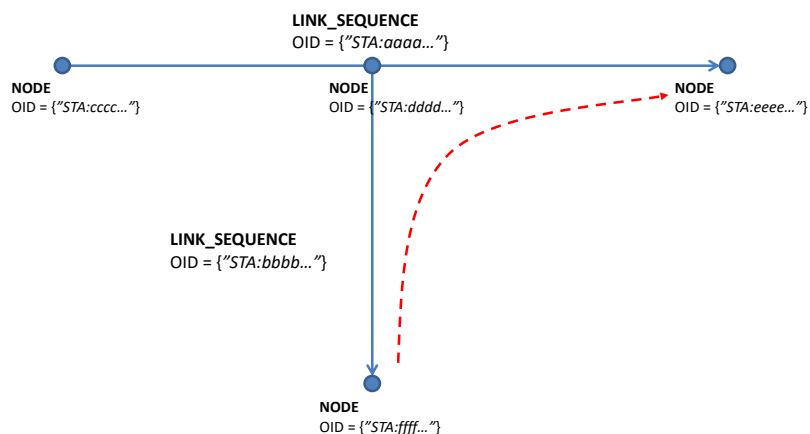 LINK_SEQUENCE
OID = {”STA:aaaa…”}
NODE
OID = {”STA:cccc…”}
NODE
OID = {”STA:dddd…”}
NODE
OID = {”STA:eeee…”}
LINK_SEQUENCE
OID = {”STA:bbbb…”}
NODE
OID = {”STA:ffff…”}